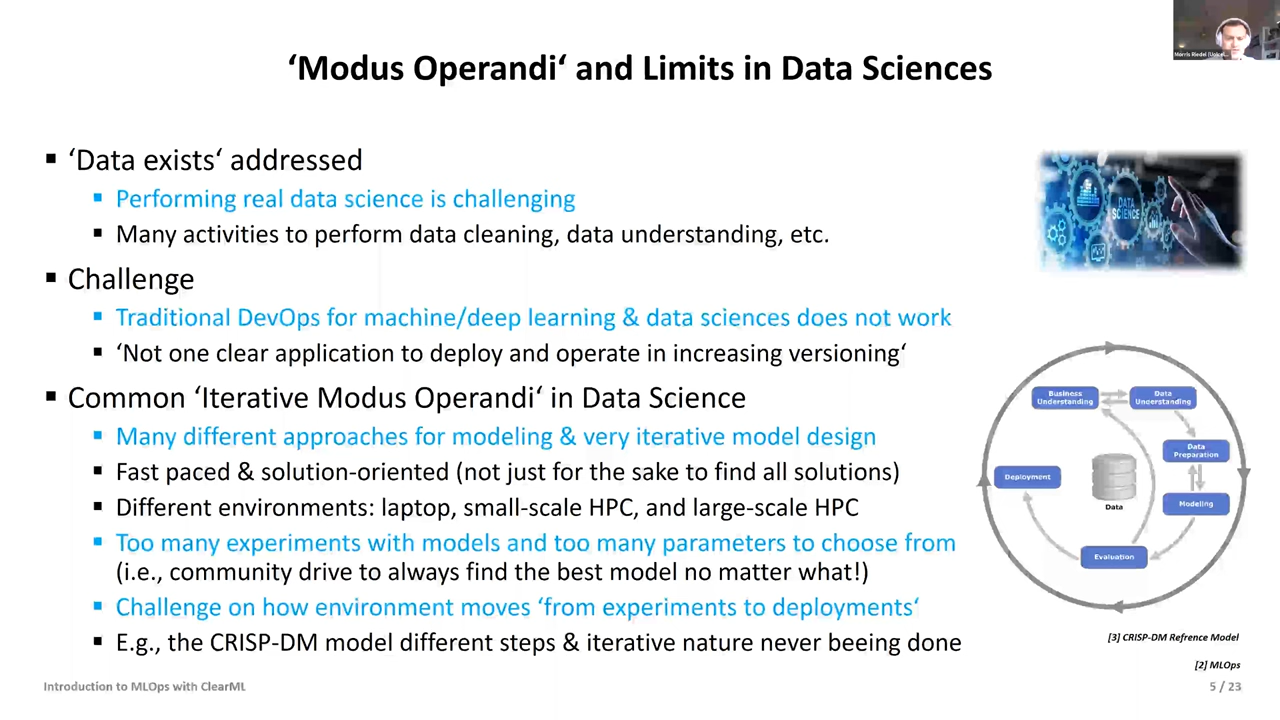 Morris Riedel
‘Modus Operandi‘ and Limits in Data Sciences
▪ ‘Data exists‘ addressed
▪ Performing real data science is challenging
▪ Many activities to perform data cleaning, data understanding, etc.
DATA
SCIENCE
▪ Challenge
▪ Traditional DevOps for machine/deep learning & data sciences does not work
▪ ‘Not one clear application to deploy and operate in increasing versioning‘
▪ Common ‘Iterative Modus Operandi‘ in Data Science
▪ Many different approaches for modeling & very iterative model design
▪ Fast paced & solution-oriented (not just for the sake to find all solutions)
▪ Different environments: laptop, small-scale HPC, and large-scale HPC
▪ Too many experiments with models and too many parameters to choose from
(i.e., community drive to always find the best model no matter what!)
▪ Challenge on how environment moves ‘from experiments to deployments‘
▪ E.g., the CRISP-DM model different steps & iterative nature never beeing done
Business
Understanding
Data
Understanding
Data
Preparation
Modeling
Evaluation
Deployment
Data
[3] CRISP-DM Refrence Model
[2] MLOps
Introduction to MLOps with ClearML
5 / 23